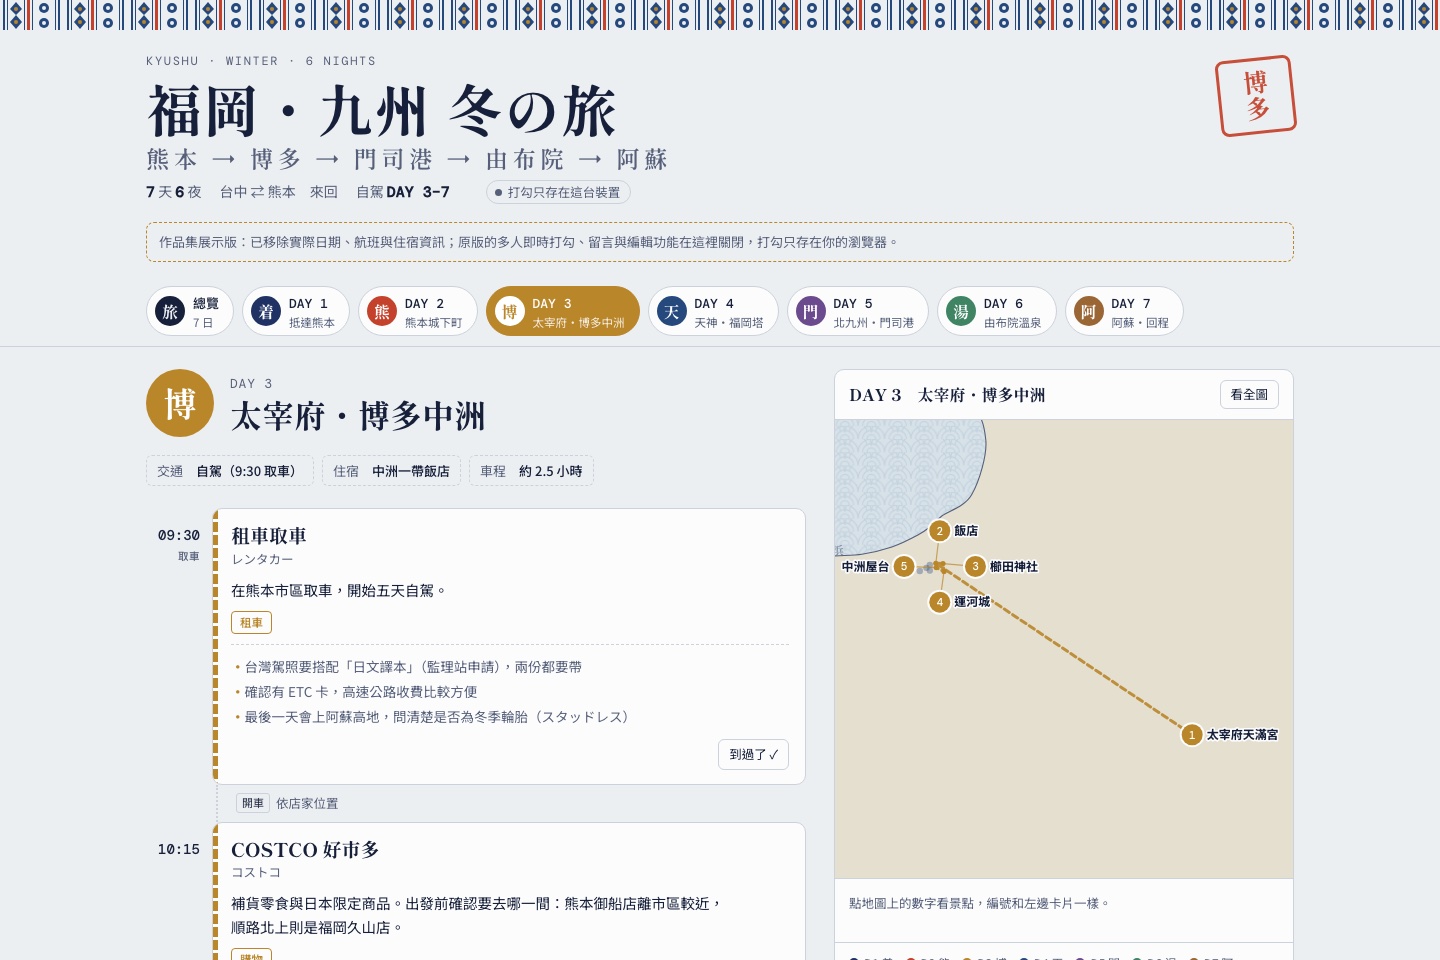 KYUSHU · WINTER · 6 NIGHTS
福岡・九州 冬の旅
熊本 → 博多 → 門司港 → 由布院 → 阿蘇
7 天 6 夜 台中 ⇄ 熊本 來回 自駕 DAY 3–7
打勾只存在這台裝置
博多
作品集展示版：已移除實際日期、航班與住宿資訊；原版的多人即時打勾、留言與編輯功能在這裡關閉，打勾只存在你的瀏覽器。
旅 總覽
7 日
着 DAY 1
抵達熊本
熊 DAY 2
熊本城下町
博 DAY 3
太宰府・博多中洲
天 DAY 4
天神・福岡塔
門 DAY 5
北九州・門司港
湯 DAY 6
由布院溫泉
阿 DAY 7
阿蘇・回程
博
DAY 3
太宰府・博多中洲
交通 自駕（9:30 取車）
住宿 中洲一帶飯店
車程 約 2.5 小時
09:30
取車
租車取車
レンタカー
在熊本市區取車，開始五天自駕。
租車
• 台灣駕照要搭配「日文譯本」（監理站申請），兩份都要帶
• 確認有 ETC 卡，高速公路收費比較方便
• 最後一天會上阿蘇高地，問清楚是否為冬季輪胎（スタッドレス）
到過了 ✓
開車 依店家位置
10:15
COSTCO 好市多
コストコ
補貨零食與日本限定商品。出發前確認要去哪一間：熊本御船店離市區較近，
順路北上則是福岡久山店。
DAY 3 太宰府・博多中洲
看全圖
2 飯店
中洲屋台 5
3 櫛田神社
4 運河城
1 太宰府天滿宮
點地圖上的數字看景點，編號和左邊卡片一樣。